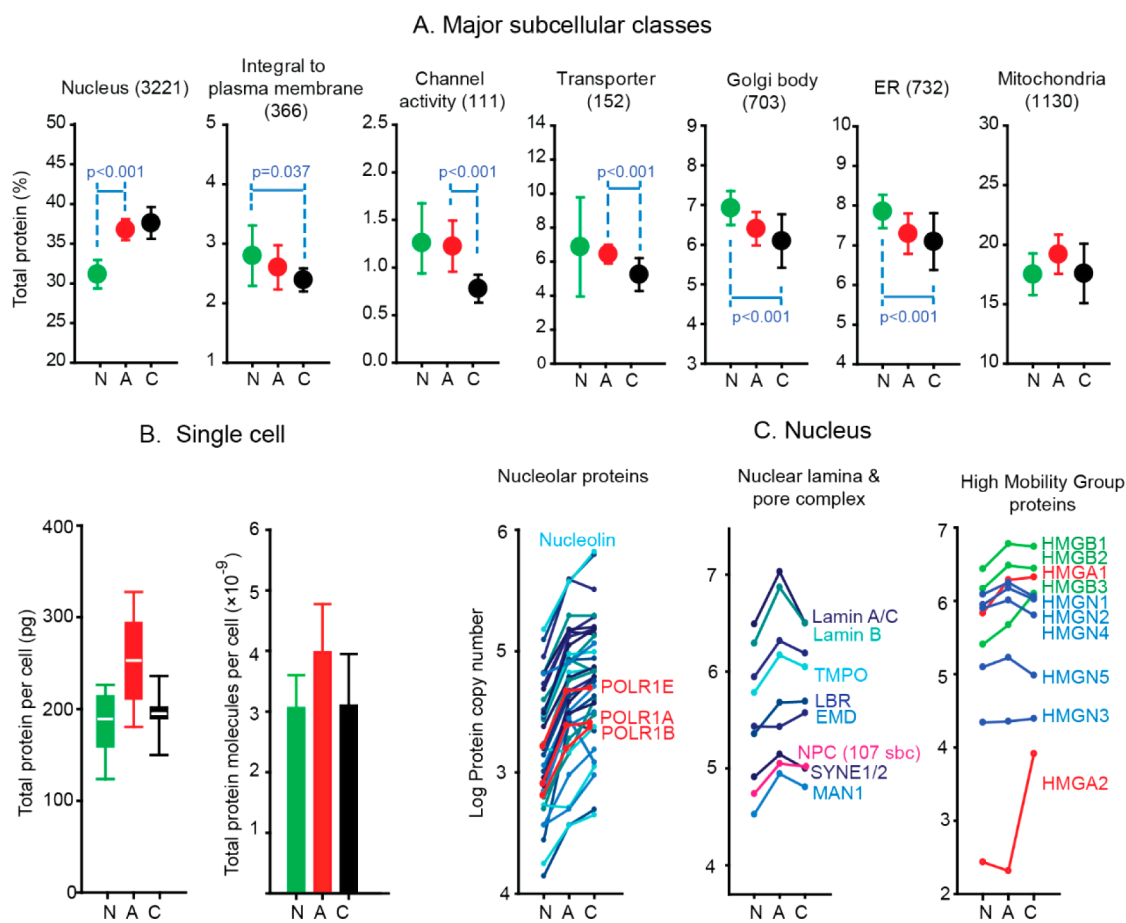 A. Major subcellular classes
Nucleus (3221)
Integral to
plasma membrane
(366)
Channel
activity (111)
Transporter
(152)
Golgi body
(703)
ER (732)
Mitochondria
(1130)
Total protein (%)
50
45
40
35
30
25
20
p<0.001
N A C
5
4
3
2
1
p=0.037
N A C
2.5
2.0
1.5
1.0
0.5
0.0
p<0.001
N A C
14
12
10
8
6
4
2
0
p<0.001
N A C
9
8
7
6
5
4
3
p<0.001
N A C
10
9
8
7
6
5
4
p<0.001
N A C
30
25
20
15
10
N A C
B. Single cell
Total protein per cell (pg)
400
300
200
100
0
N A C
Total protein molecules per cell (×10-9)
6
5
4
3
2
1
N A C
C. Nucleus
Nucleolar proteins
Log Protein copy number
6
5
3
4
Nucleolin
POLR1E
POLR1A
POLR1B
N A C
Nuclear lamina &
pore complex
7
6
5
4
Lamin A/C
Lamin B
TMPO
LBR
EMD
NPC (107 sbc)
SYNE1/2
MAN1
N A C
High Mobility Group
proteins
7
6
5
4
3
2
HMGB1
HMGB2
HMGA1
HMGB3
HMGN1
HMGN2
HMGN4
HMGN5
HMGN3
HMGA2
N A C